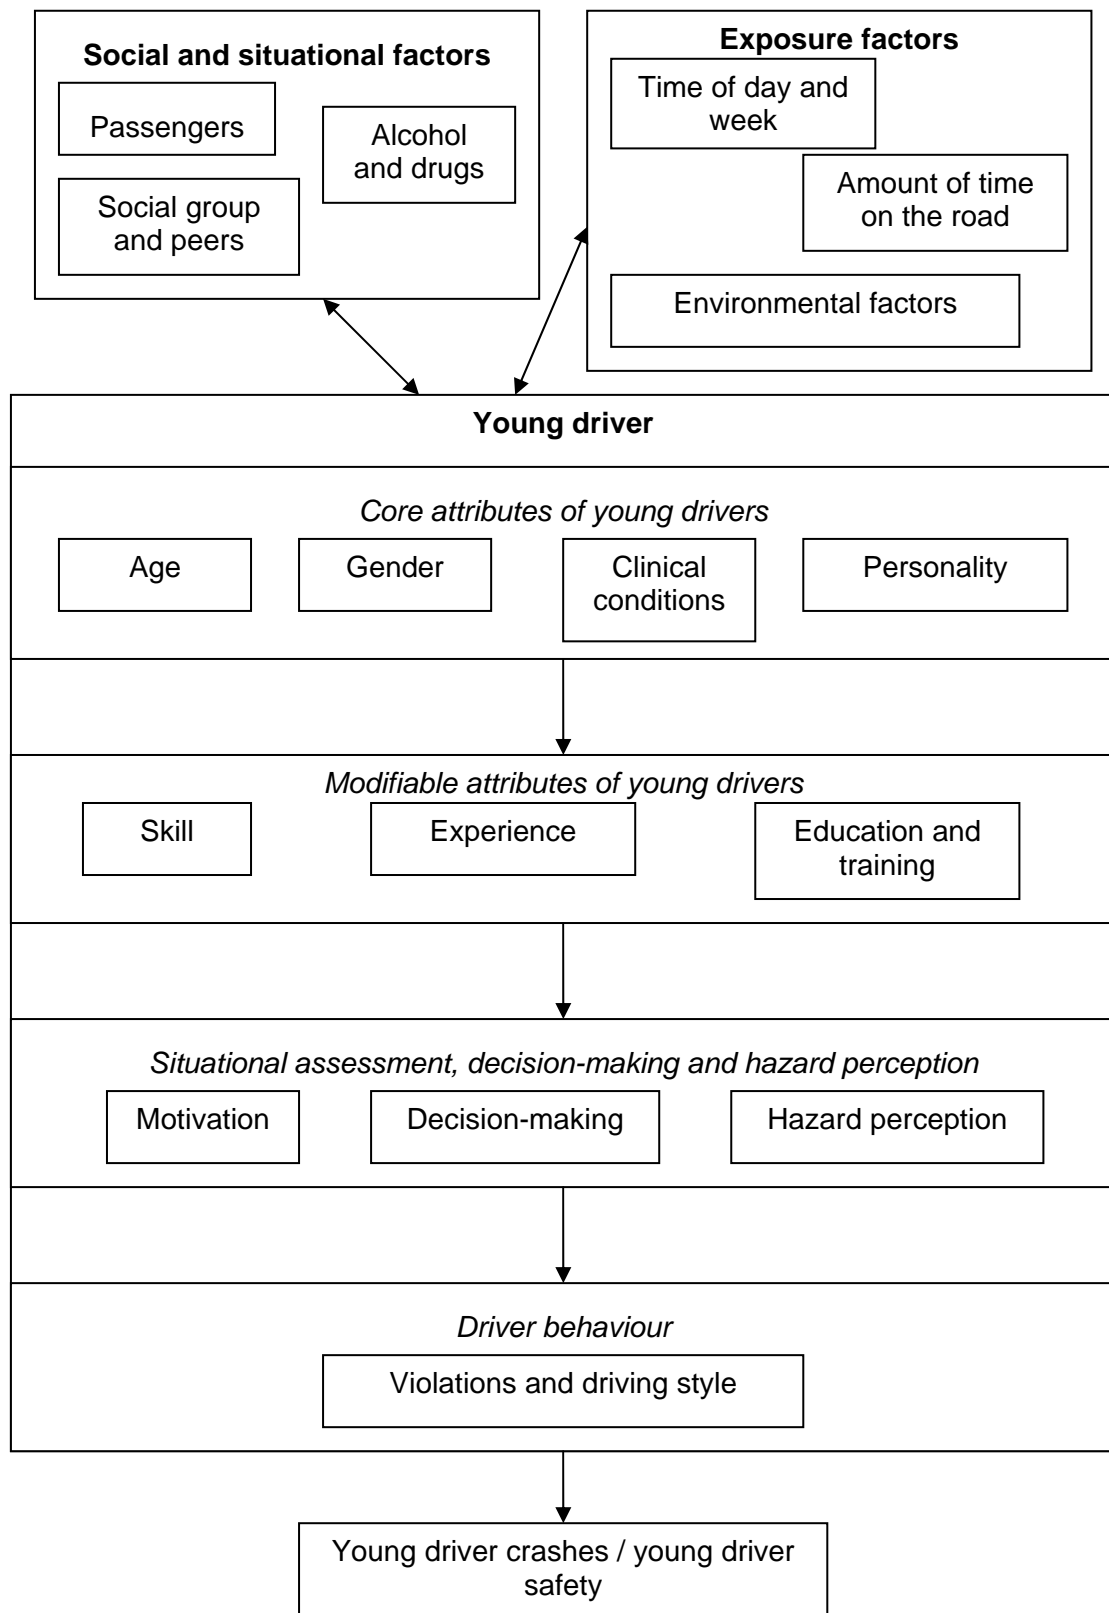 Social and situational factors
Passengers
Alcohol
and drugs
Social group
and peers
Exposure factors
Time of day and
week
Amount of time
on the road
Environmental factors
Young driver
Core attributes of young drivers
Age
Gender
Clinical
conditions
Personality
Modifiable attributes of young drivers
Skill
Experience
Education and
training
Situational assessment, decision-making and hazard perception
Motivation
Decision-making
Hazard perception
Driver behaviour
Violations and driving style
Young driver crashes / young driver
safety